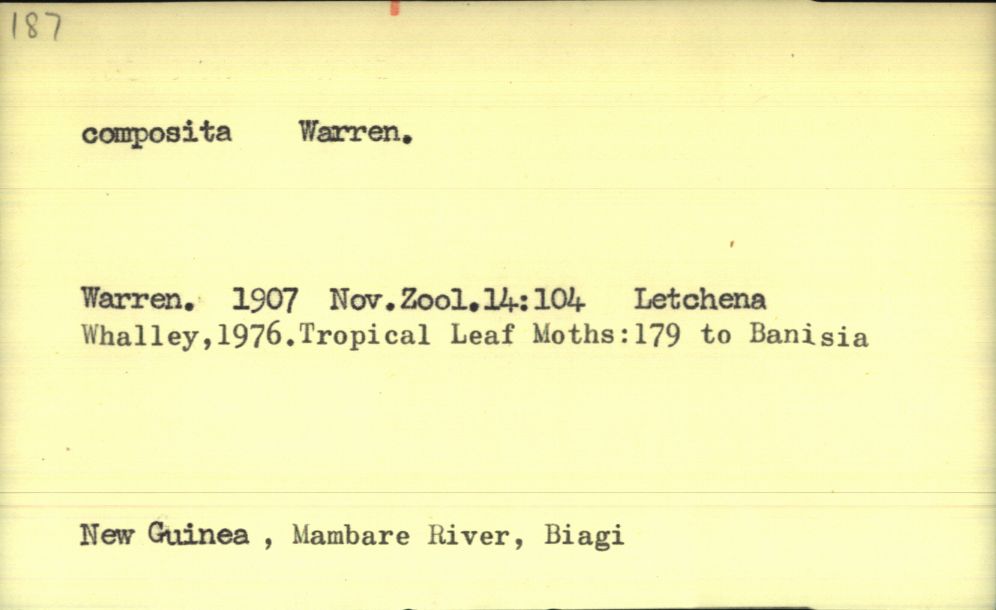 187
composita Warren.
Warren. 1907 Nov.Zool.14:104 Letchena
Whalley,1976.Tropical Leaf Moths:179 to Banisia
New Guinea , Mambare River, Biagi